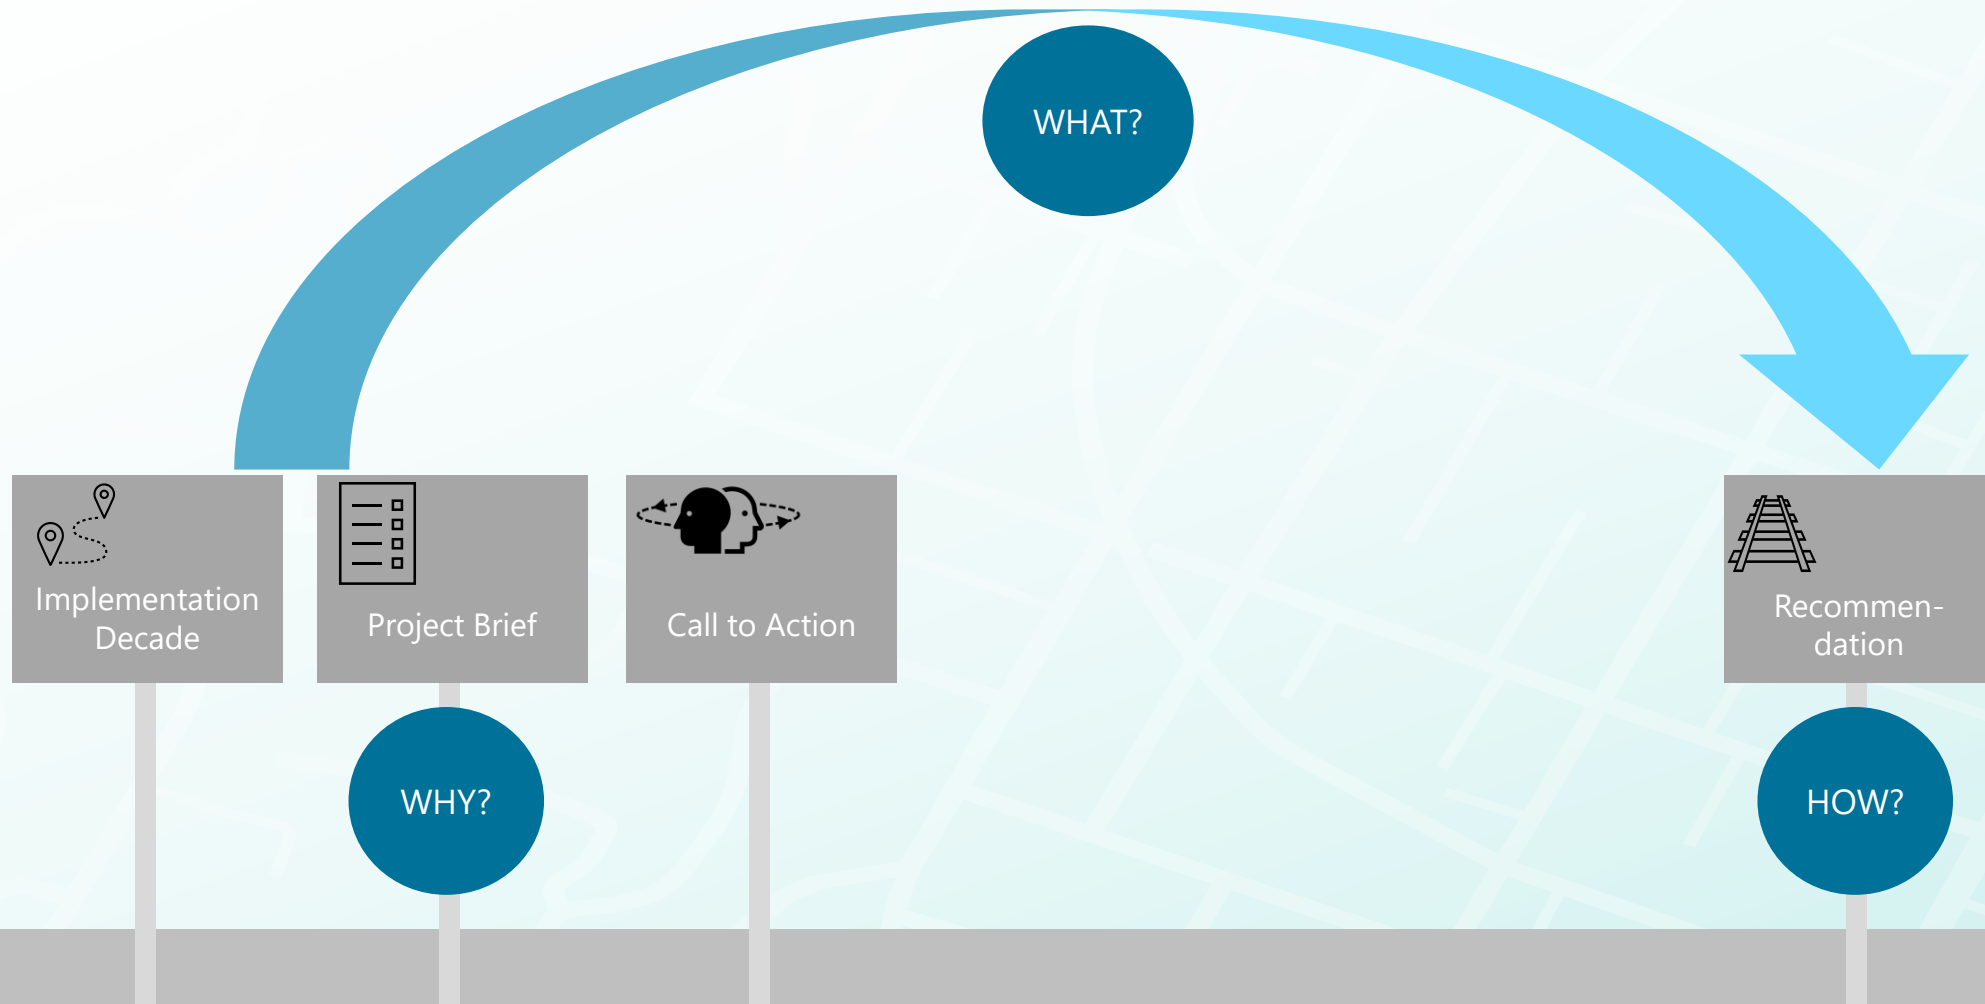 WHAT?
Implementation
Decade
Project Brief
Call to Action
Recommen-
dation
WHY?
HOW?